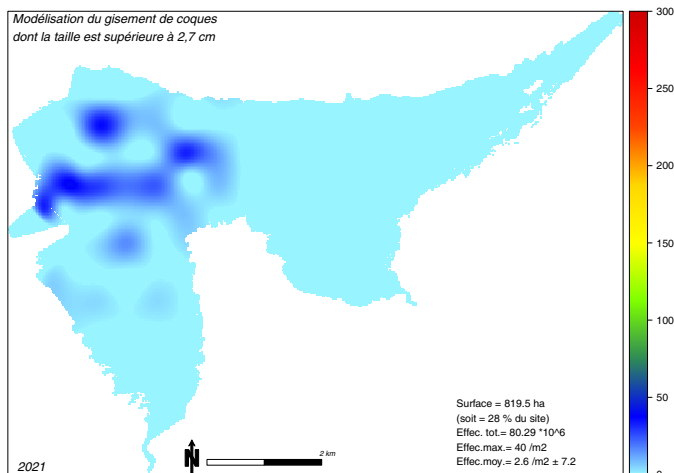 Modélisation du gisement de coques
dont la taille est supérieure à 2,7 cm
300
250
200
150
100
50
0
Surface = 819.5 ha
(soit = 28 % du site)
Effec. tot.= 80.29 *10^6
Effec.max.= 40 /m2
Effec.moy.= 2.6 /m2 ± 7.2
2021
N
2 km